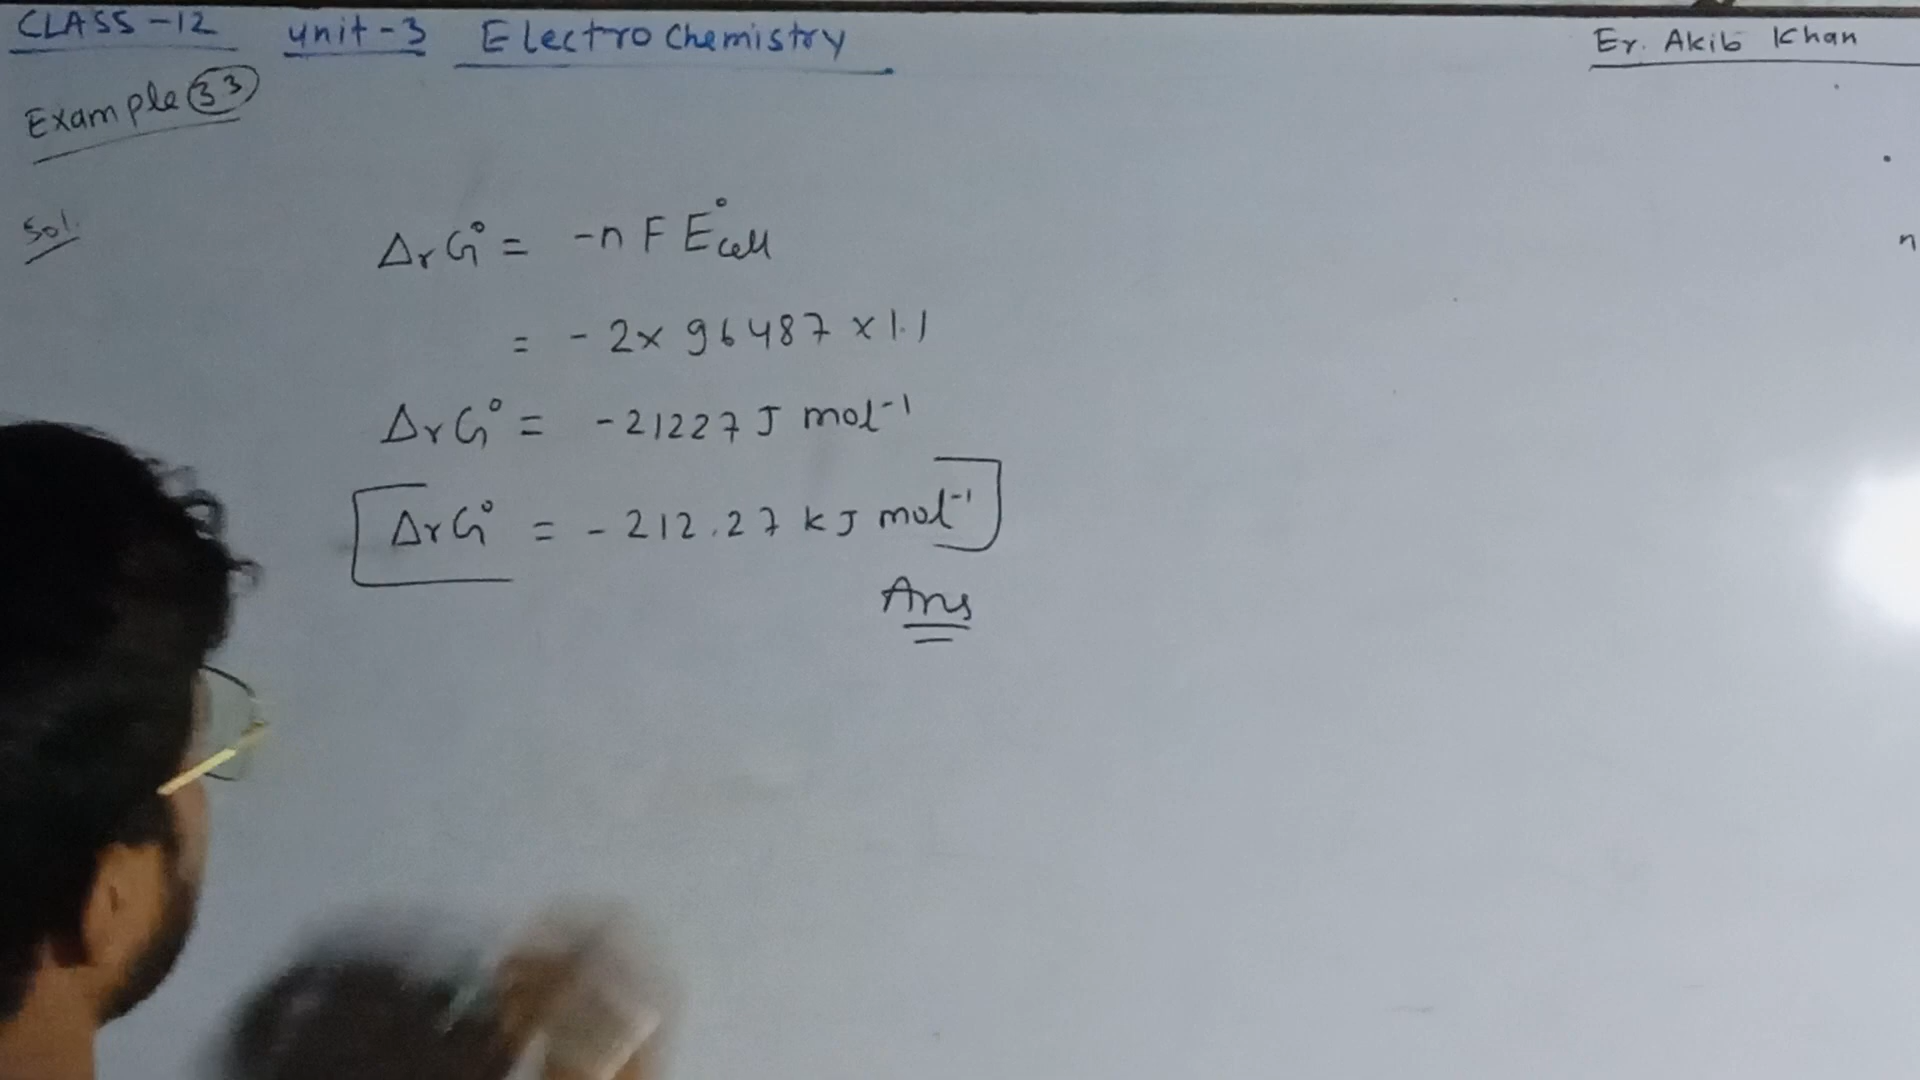 CLASS-12 unit-3 Electro Chemistry
Er. Akib Khan
Example 33
Sol.
ΔrG° = -nFE°cell
n
= -2×96487×1.1
ΔrG° = -21227 J mol⁻¹
ΔrG° = -212.27 kJ mol⁻¹
Ans